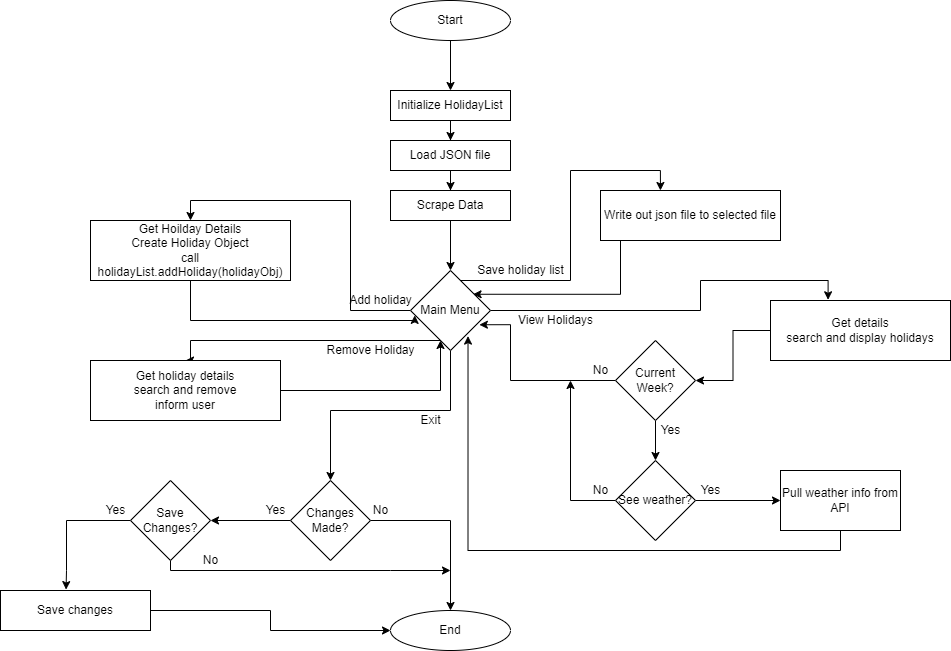 Start
Initialize HolidayList
Load JSON file
Scrape Data
Write out json file to selected file
Get Hoilday Details
Create Holiday Object
call
holidayList.addHoliday(holidayObj)
Save holiday list
Add holiday
Main Menu
View Holidays
Get details
search and display holidays
Remove Holiday
Get holiday details
search and remove
inform user
No
Current
Week?
Exit
Yes
No
See weather?
Yes
Pull weather info from
API
Yes
Save
Changes?
Yes
Changes
Made?
No
No
Save changes
End